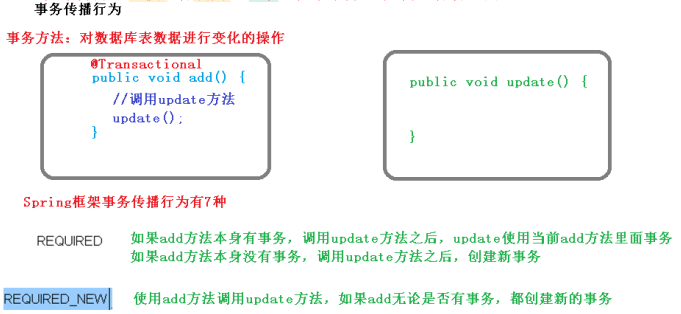 事务传播行为
事务方法：对数据库表数据进行变化的操作
@Transactional
public void add() {
//调用update方法
update();
}
public void update() {
}
Spring框架事务传播行为有7种
REQUIRED
如果add方法本身有事务，调用update方法之后，update使用当前add方法里面事务
如果add方法本身没有事务，调用update方法之后，创建新事务
REQUIRED_NEW
使用add方法调用update方法，如果add无论是否有事务，都创建新的事务